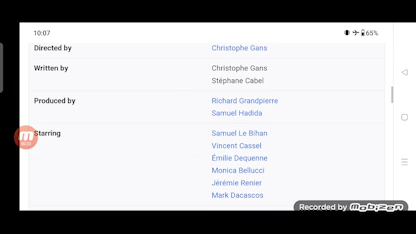 10:07
65%
Directed by Christophe Gans
Written by Christophe Gans
Stéphane Cabel
Produced by Richard Grandpierre
Samuel Hadida
Starring Samuel Le Bihan
Vincent Cassel
Émilie Dequenne
Monica Bellucci
Jérémie Renier
Mark Dacascos
Recorded by Mobizen